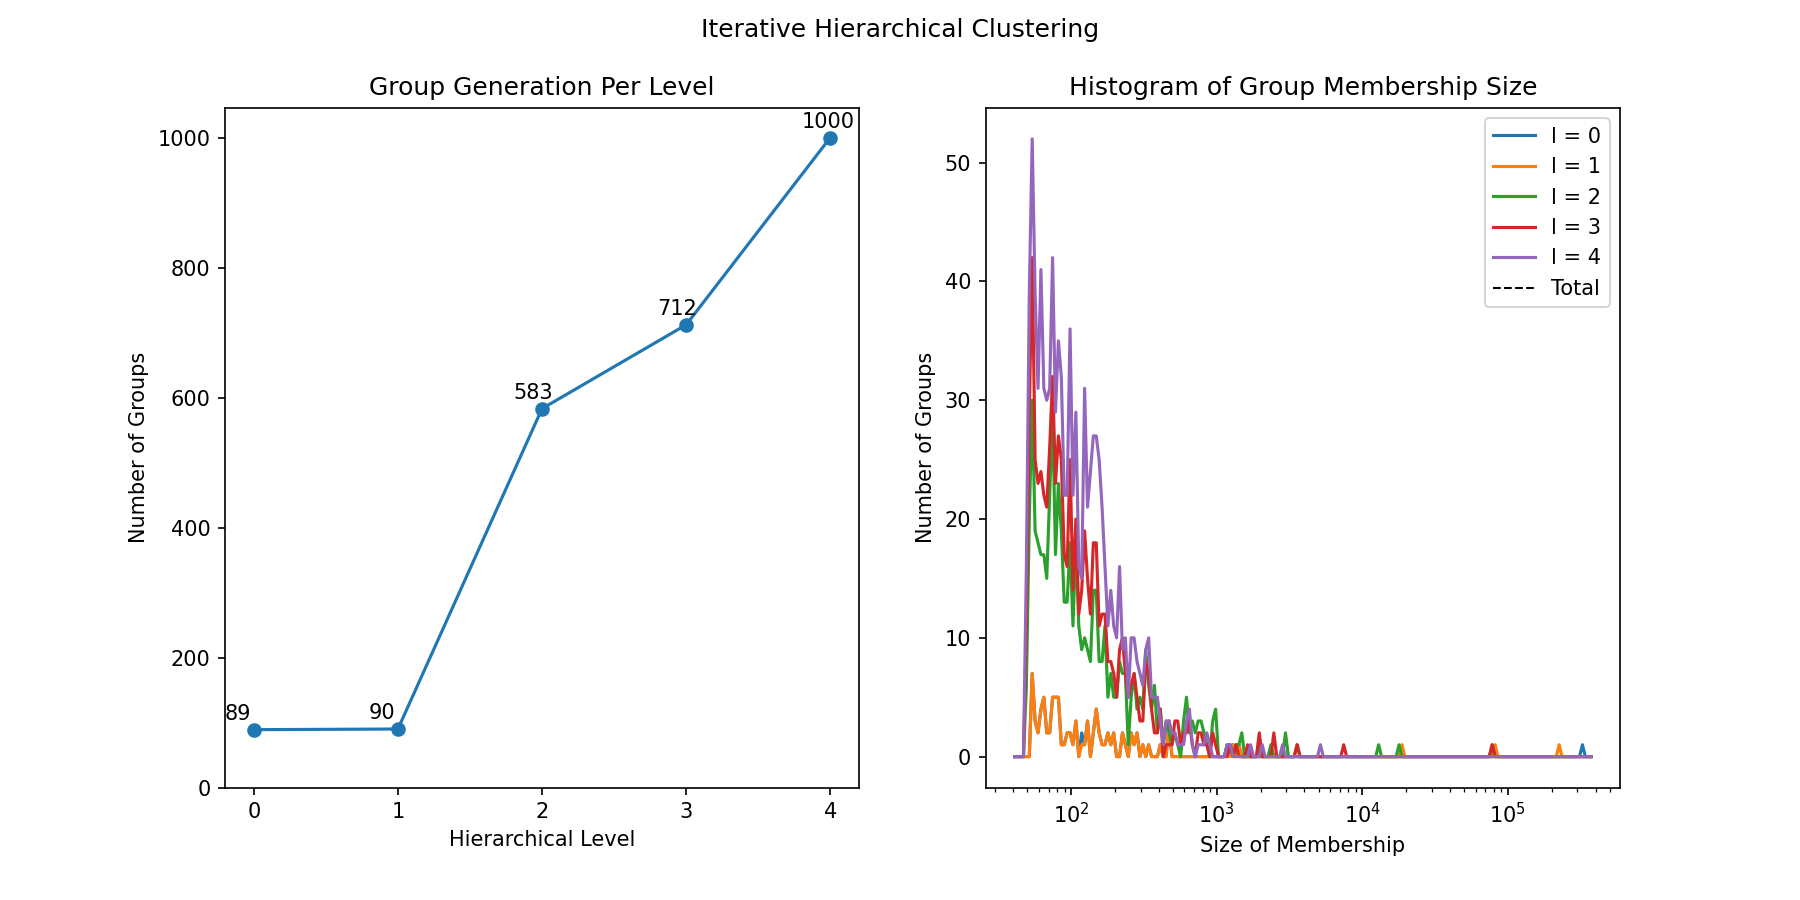 Iterative Hierarchical Clustering
Group Generation Per Level
1000
800
600
400
200
0
Number of Groups
89
90
583
712
1000
0 1 2 3 4
Hierarchical Level
Histogram of Group Membership Size
50
40
30
20
10
0
Number of Groups
l = 0
l = 1
l = 2
l = 3
l = 4
Total
10² 10³ 10⁴ 10⁵
Size of Membership